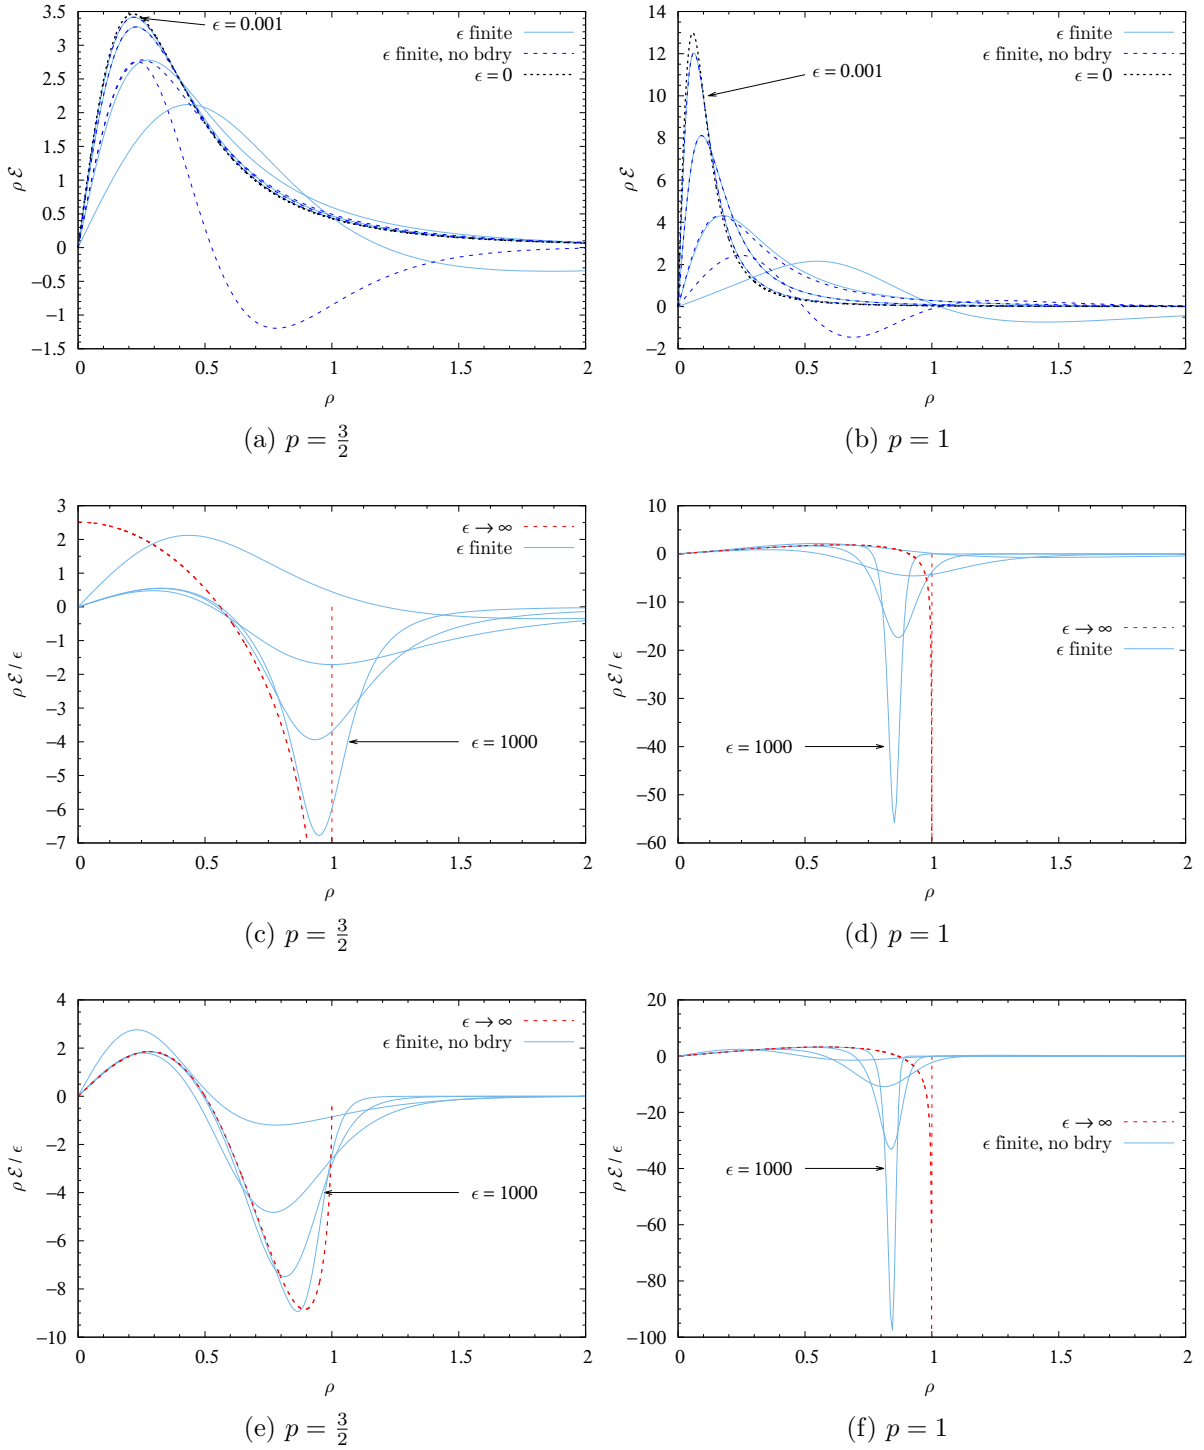 3.5
3
2.5
2
1.5
1
0.5
0
−0.5
−1
−1.5
0 0.5 1 1.5 2
ρ ℰ
ρ
ϵ = 0.001
ϵ finite
ϵ finite, no bdry
ϵ = 0
(a) p = 3/2
14
12
10
8
6
4
2
0
−2
0 0.5 1 1.5 2
ρ ℰ
ρ
ϵ = 0.001
ϵ finite
ϵ finite, no bdry
ϵ = 0
(b) p = 1
3
2
1
0
−1
−2
−3
−4
−5
−6
−7
0 0.5 1 1.5 2
ρ ℰ / ϵ
ρ
ϵ → ∞
ϵ finite
ϵ = 1000
(c) p = 3/2
10
0
−10
−20
−30
−40
−50
−60
0 0.5 1 1.5 2
ρ ℰ / ϵ
ρ
ϵ → ∞
ϵ finite
ϵ = 1000
(d) p = 1
4
2
0
−2
−4
−6
−8
−10
0 0.5 1 1.5 2
ρ ℰ / ϵ
ρ
ϵ → ∞
ϵ finite, no bdry
ϵ = 1000
(e) p = 3/2
20
0
−20
−40
−60
−80
−100
0 0.5 1 1.5 2
ρ ℰ / ϵ
ρ
ϵ → ∞
ϵ finite, no bdry
ϵ = 1000
(f) p = 1